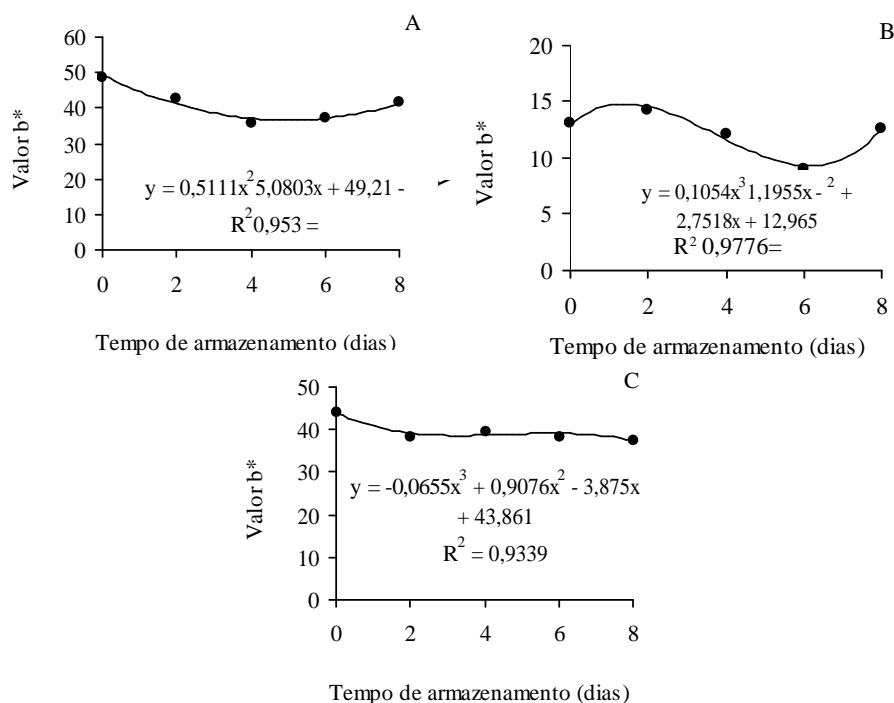 A
60
50
40
30
20
10
0
Valor b*
y = 0,5111x² 5,0803x + 49,21 -
R² 0,953 =
0 2 4 6 8
Tempo de armazenamento (dias)
B
20
15
10
5
0
Valor b*
y = 0,1054x³ 1,1955x - ² +
2,7518x + 12,965
R² 0,9776=
0 2 4 6 8
Tempo de armazenamento (dias)
C
50
40
30
20
10
0
Valor b*
y = -0,0655x³ + 0,9076x² - 3,875x
+ 43,861
R² = 0,9339
0 2 4 6 8
Tempo de armazenamento (dias)